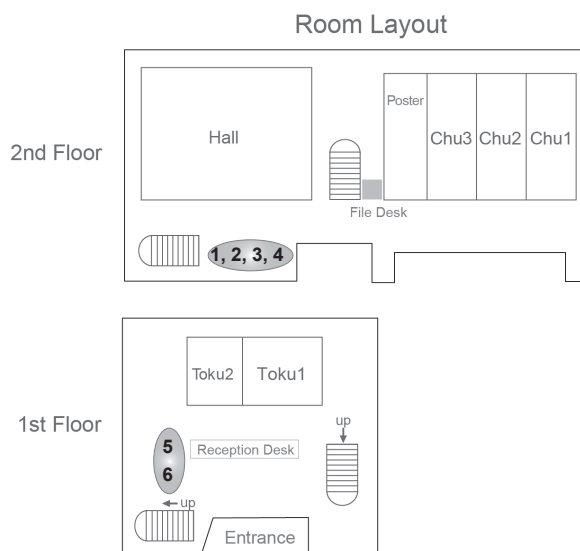 Room Layout
2nd Floor
Hall
Poster
Chu3
Chu2
Chu1
File Desk
1, 2, 3, 4
1st Floor
Toku2
Toku1
up
5
6
Reception Desk
up
Entrance